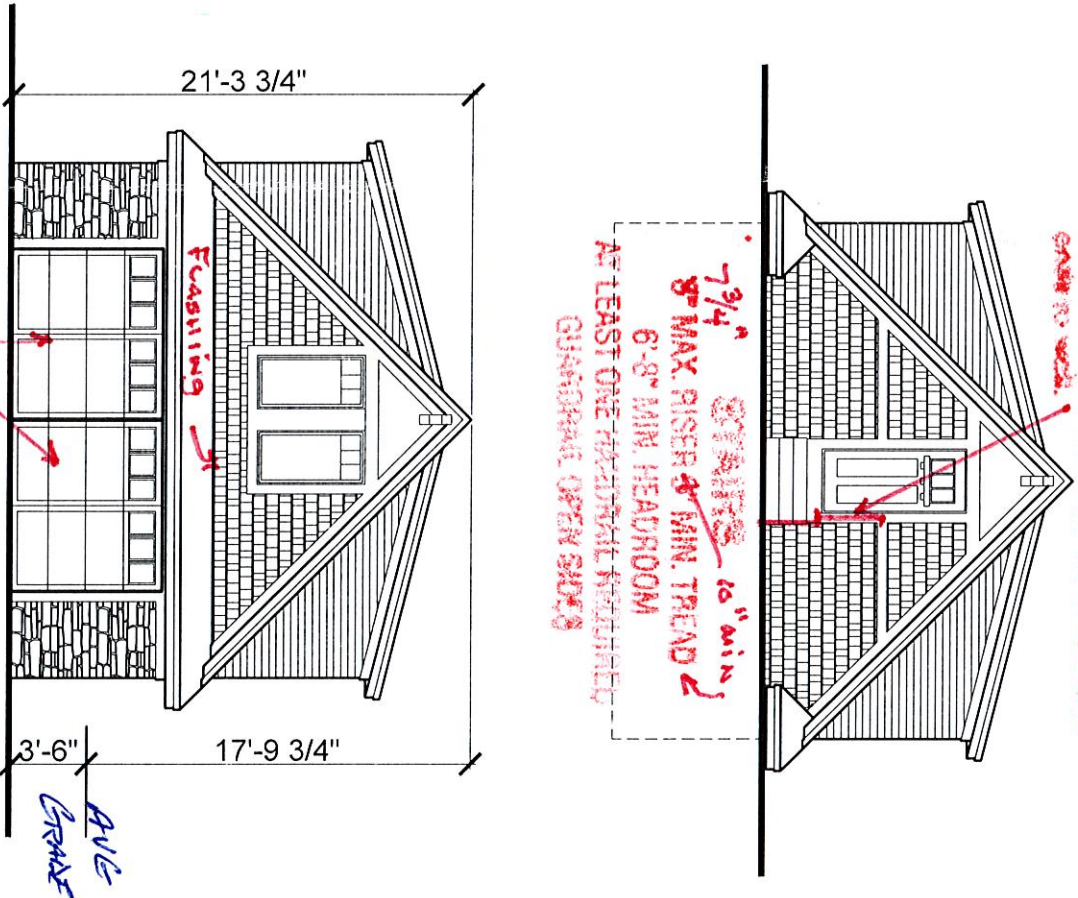 21'-3 3/4"
FLASHING
3'-6"
17'-9 3/4"
AVG
GRADE
STAIRS
7 3/4"
8" MAX. RISER 9" MIN. TREAD
10" MIN
6'-8" MIN. HEADROOM
AT LEAST ONE HANDRAIL REQUIRED
GUARDRAIL OPEN SIDES